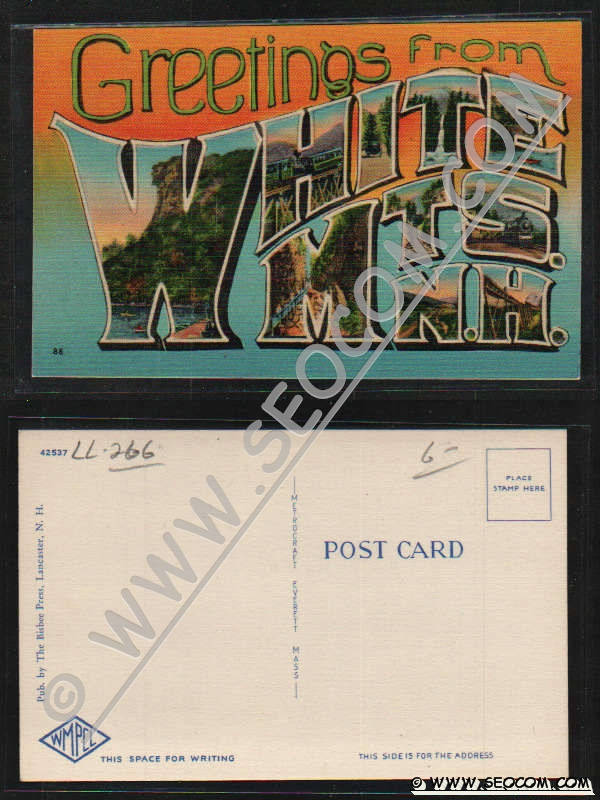 Greetings from
WHITE
MTS.
N.H.
88
© WWW.SEOCOM.COM
42537 LL-266
6-
PLACE
STAMP HERE
Pub. by The Bisbee Press, Lancaster, N. H.
METROCRAFT EVERETT MASS
POST CARD
WMPCC
THIS SPACE FOR WRITING
THIS SIDE IS FOR THE ADDRESS
© WWW.SEOCOM.COM